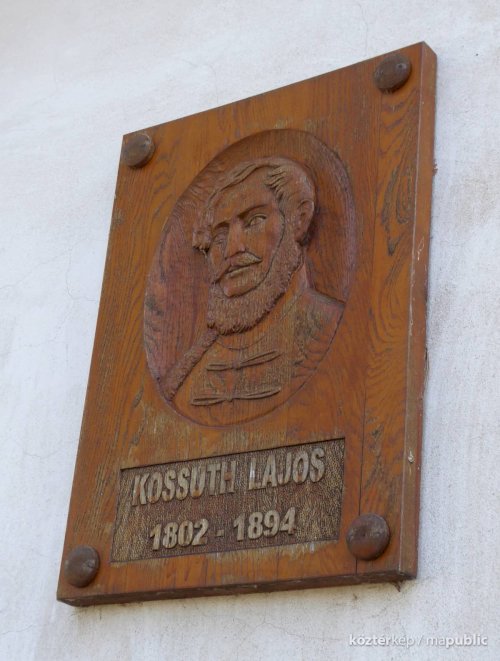 KOSSUTH LAJOS
1802 - 1894
köztérkép / mapublic